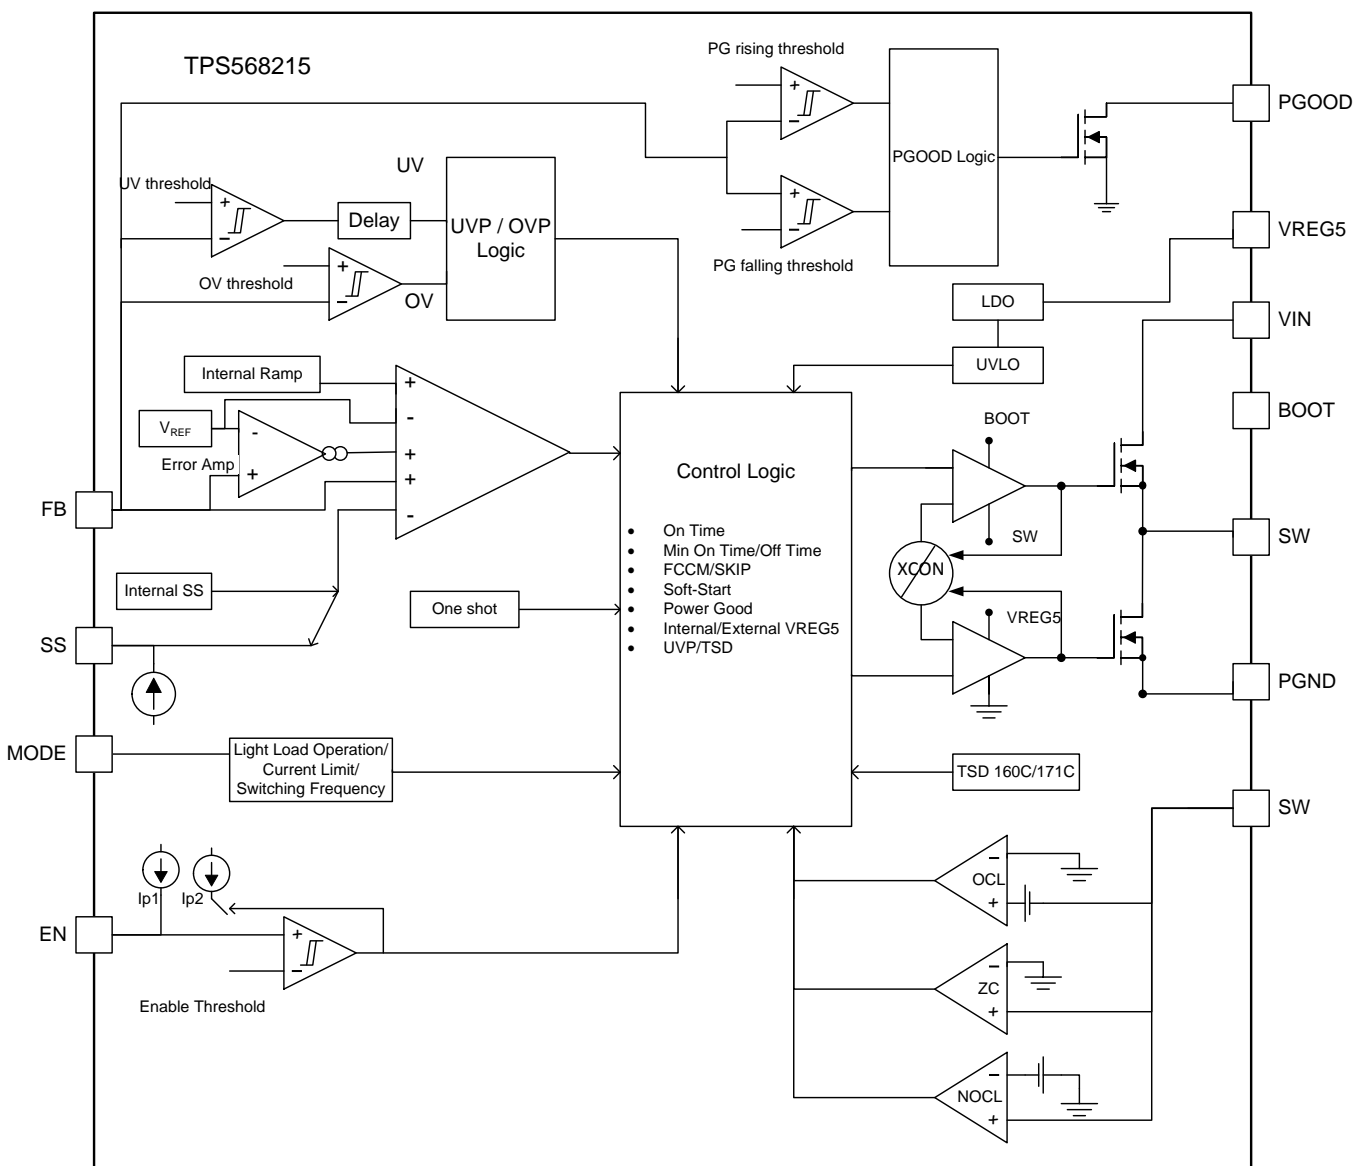 TPS568215
PG rising threshold
+
−
PGOOD Logic
PGOOD
+
−
PG falling threshold
UV
UV threshold
+
−
Delay
UVP / OVP
Logic
OV threshold
+
−
OV
VREG5
LDO
VIN
UVLO
Internal Ramp
+
-
VREF
-
+
Error Amp
+
+
-
BOOT
BOOT
Control Logic
FB
SW
SW
• On Time
• Min On Time/Off Time
• FCCM/SKIP
• Soft-Start
• Power Good
• Internal/External VREG5
• UVP/TSD
XCON
Internal SS
One shot
VREG5
SS
PGND
MODE
Light Load Operation/
Current Limit/
Switching Frequency
TSD 160C/171C
SW
Ip1
Ip2
−
OCL
+
EN
+
−
Enable Threshold
−
ZC
+
−
NOCL
+